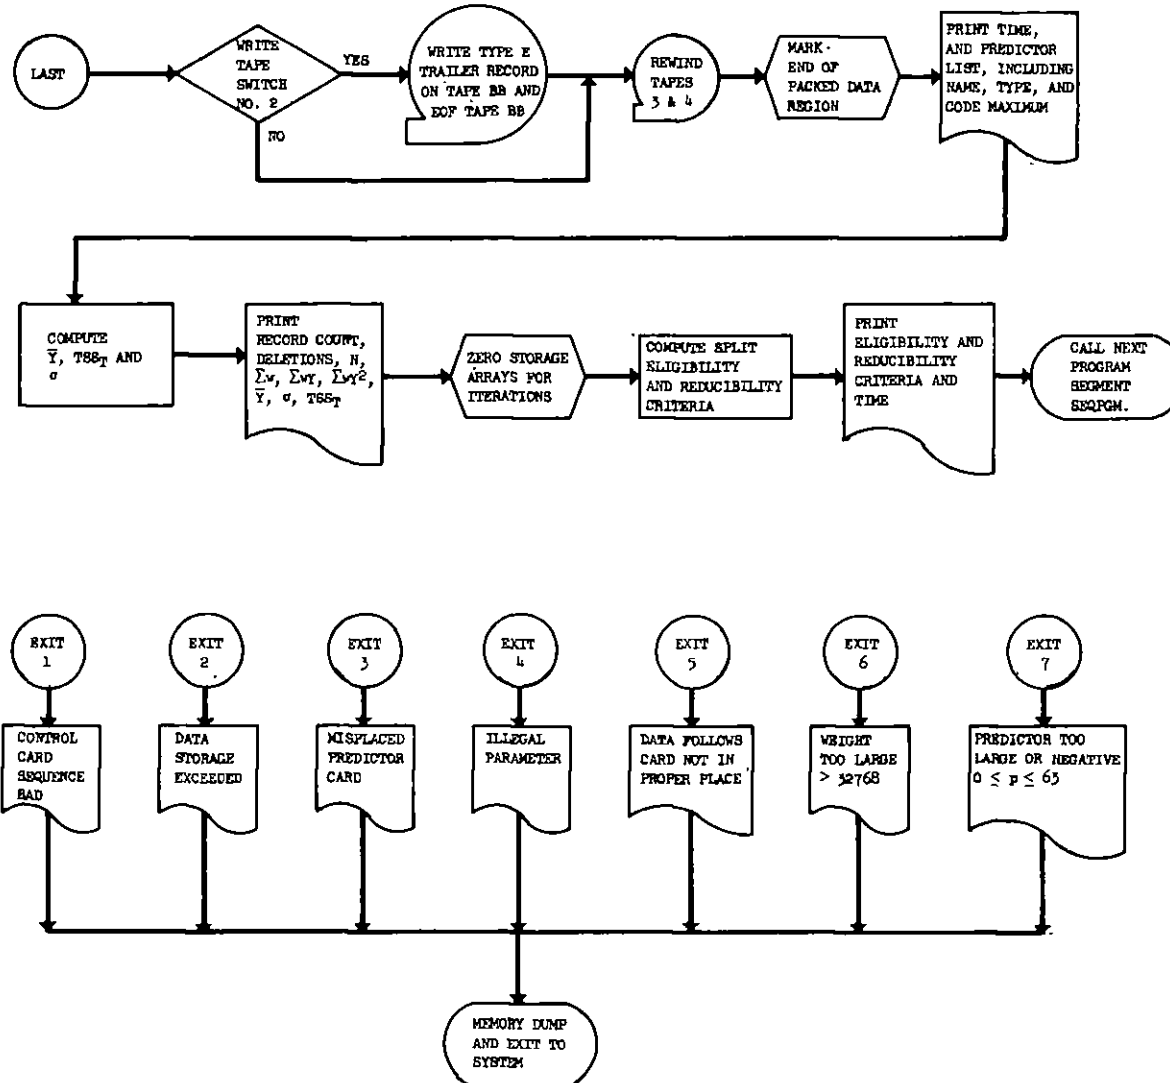 LAST
WRITE
TAPE
SWITCH
NO. 2
YES
NO
WRITE TYPE E
TRAILER RECORD
ON TAPE BB AND
EOF TAPE BB
REWIND
TAPES
3 & 4
MARK-
END OF
PACKED DATA
REGION
PRINT TIME,
AND PREDICTOR
LIST, INCLUDING
NAME, TYPE, AND
CODE MAXIMUM
COMPUTE
Y̅, TSS_T AND
σ
PRINT
RECORD COUNT,
DELETIONS, N,
∑w, ∑wY, ∑wY²,
Y̅, σ, TSS_T
ZERO STORAGE
ARRAYS FOR
ITERATIONS
COMPUTE SPLIT
ELIGIBILITY
AND REDUCIBILITY
CRITERIA
PRINT
ELIGIBILITY AND
REDUCIBILITY
CRITERIA AND
TIME
CALL NEXT
PROGRAM
SEGMENT
SEQPGM.
EXIT
1
EXIT
2
EXIT
3
EXIT
4
EXIT
5
EXIT
6
EXIT
7
CONTROL
CARD
SEQUENCE
BAD
DATA
STORAGE
EXCEEDED
MISPLACED
PREDICTOR
CARD
ILLEGAL
PARAMETER
DATA FOLLOWS
CARD NOT IN
PROPER PLACE
WEIGHT
TOO LARGE
> 32768
PREDICTOR TOO
LARGE OR NEGATIVE
0 ≤ p ≤ 63
MEMORY DUMP
AND EXIT TO
SYSTEM